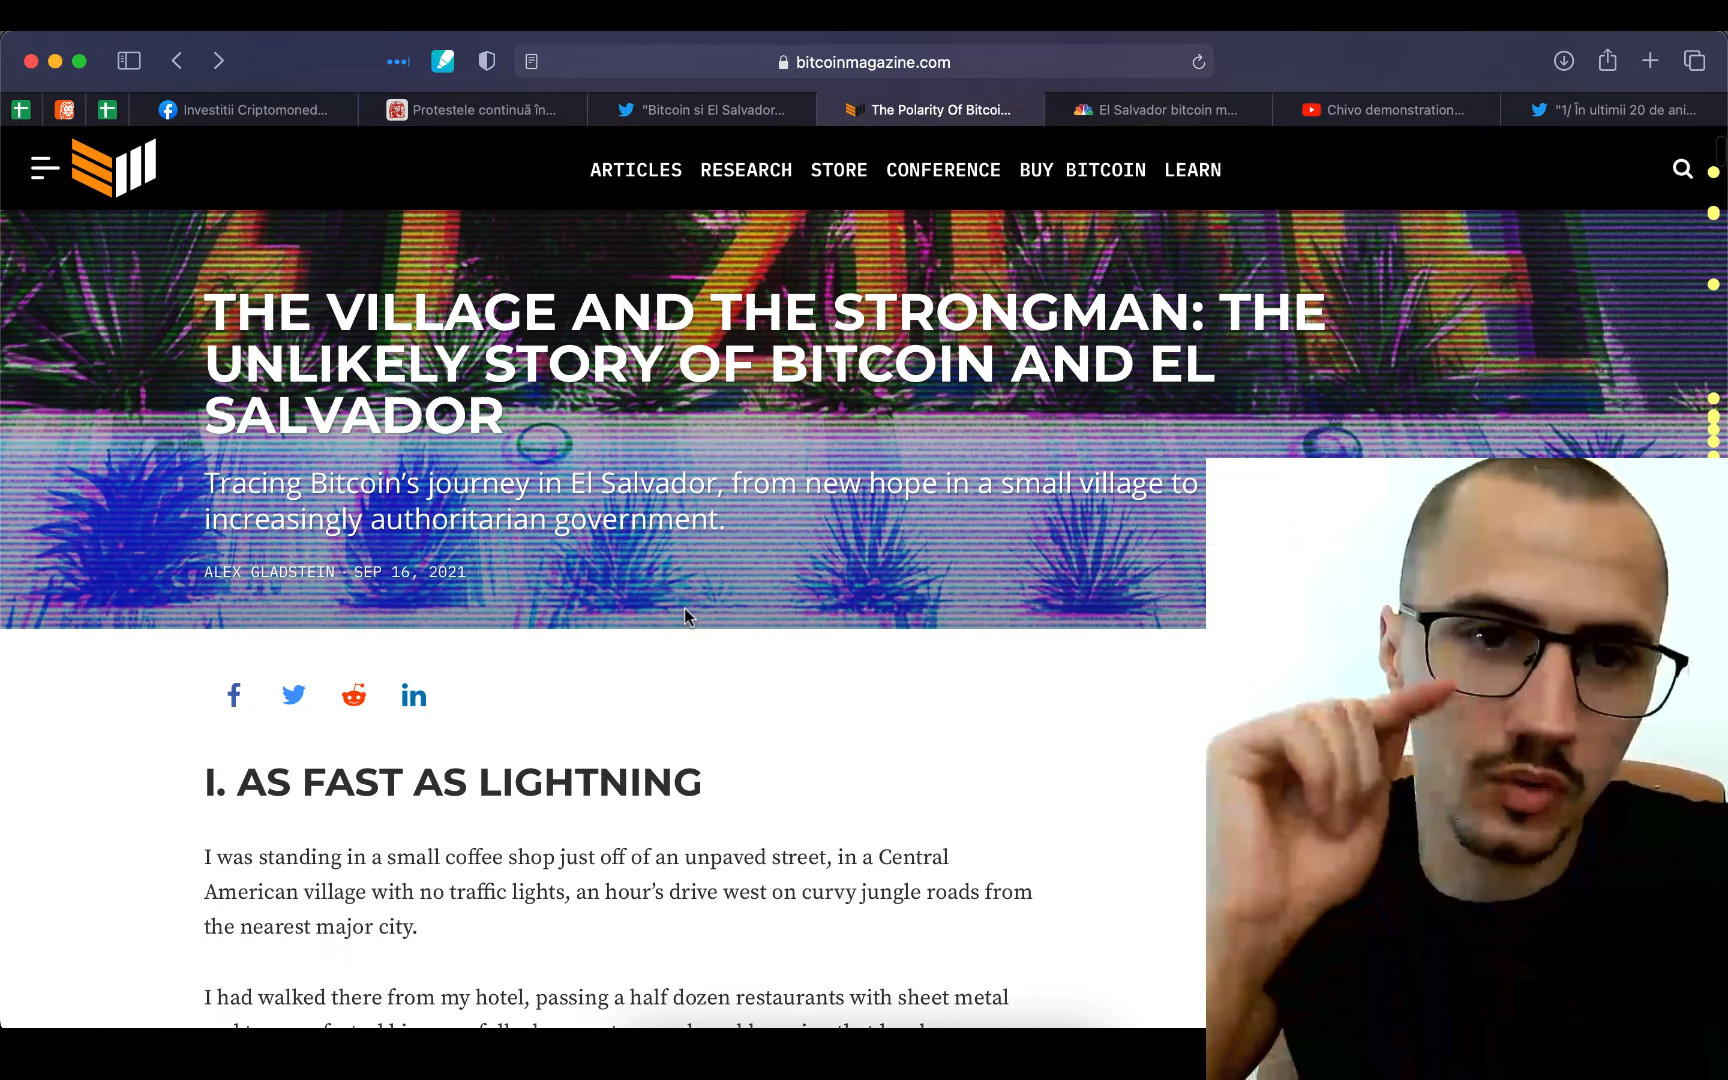 bitcoinmagazine.com
Investitii Criptomoned...
Protestele continuă în...
"Bitcoin si El Salvador...
The Polarity Of Bitcoi...
El Salvador bitcoin m...
Chivo demonstration...
"1/ În ultimii 20 de ani...
ARTICLES RESEARCH STORE CONFERENCE BUY BITCOIN LEARN
THE VILLAGE AND THE STRONGMAN: THE
UNLIKELY STORY OF BITCOIN AND EL
SALVADOR
Tracing Bitcoin’s journey in El Salvador, from new hope in a small village to
increasingly authoritarian government.
ALEX GLADSTEIN · SEP 16, 2021
I. AS FAST AS LIGHTNING
I was standing in a small coffee shop just off of an unpaved street, in a Central
American village with no traffic lights, an hour’s drive west on curvy jungle roads from
the nearest major city.
I had walked there from my hotel, passing a half dozen restaurants with sheet metal